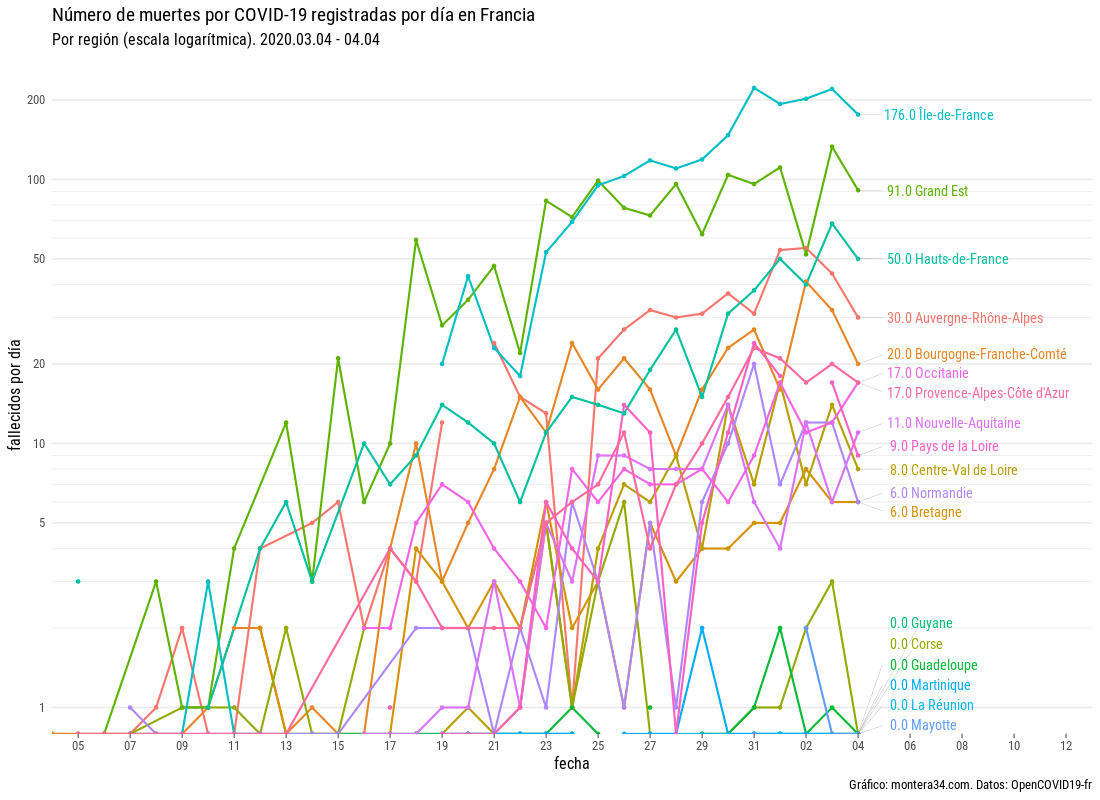 Número de muertes por COVID-19 registradas por día en Francia
Por región (escala logarítmica). 2020.03.04 - 04.04
fallecidos por día
200
100
50
20
10
5
1
176.0 Île-de-France
91.0 Grand Est
50.0 Hauts-de-France
30.0 Auvergne-Rhône-Alpes
20.0 Bourgogne-Franche-Comté
17.0 Occitanie
17.0 Provence-Alpes-Côte d'Azur
11.0 Nouvelle-Aquitaine
9.0 Pays de la Loire
8.0 Centre-Val de Loire
6.0 Normandie
6.0 Bretagne
0.0 Guyane
0.0 Corse
0.0 Guadeloupe
0.0 Martinique
0.0 La Réunion
0.0 Mayotte
05 07 09 11 13 15 17 19 21 23 25 27 29 31 02 04 06 08 10 12
fecha
Gráfico: montera34.com. Datos: OpenCOVID19-fr